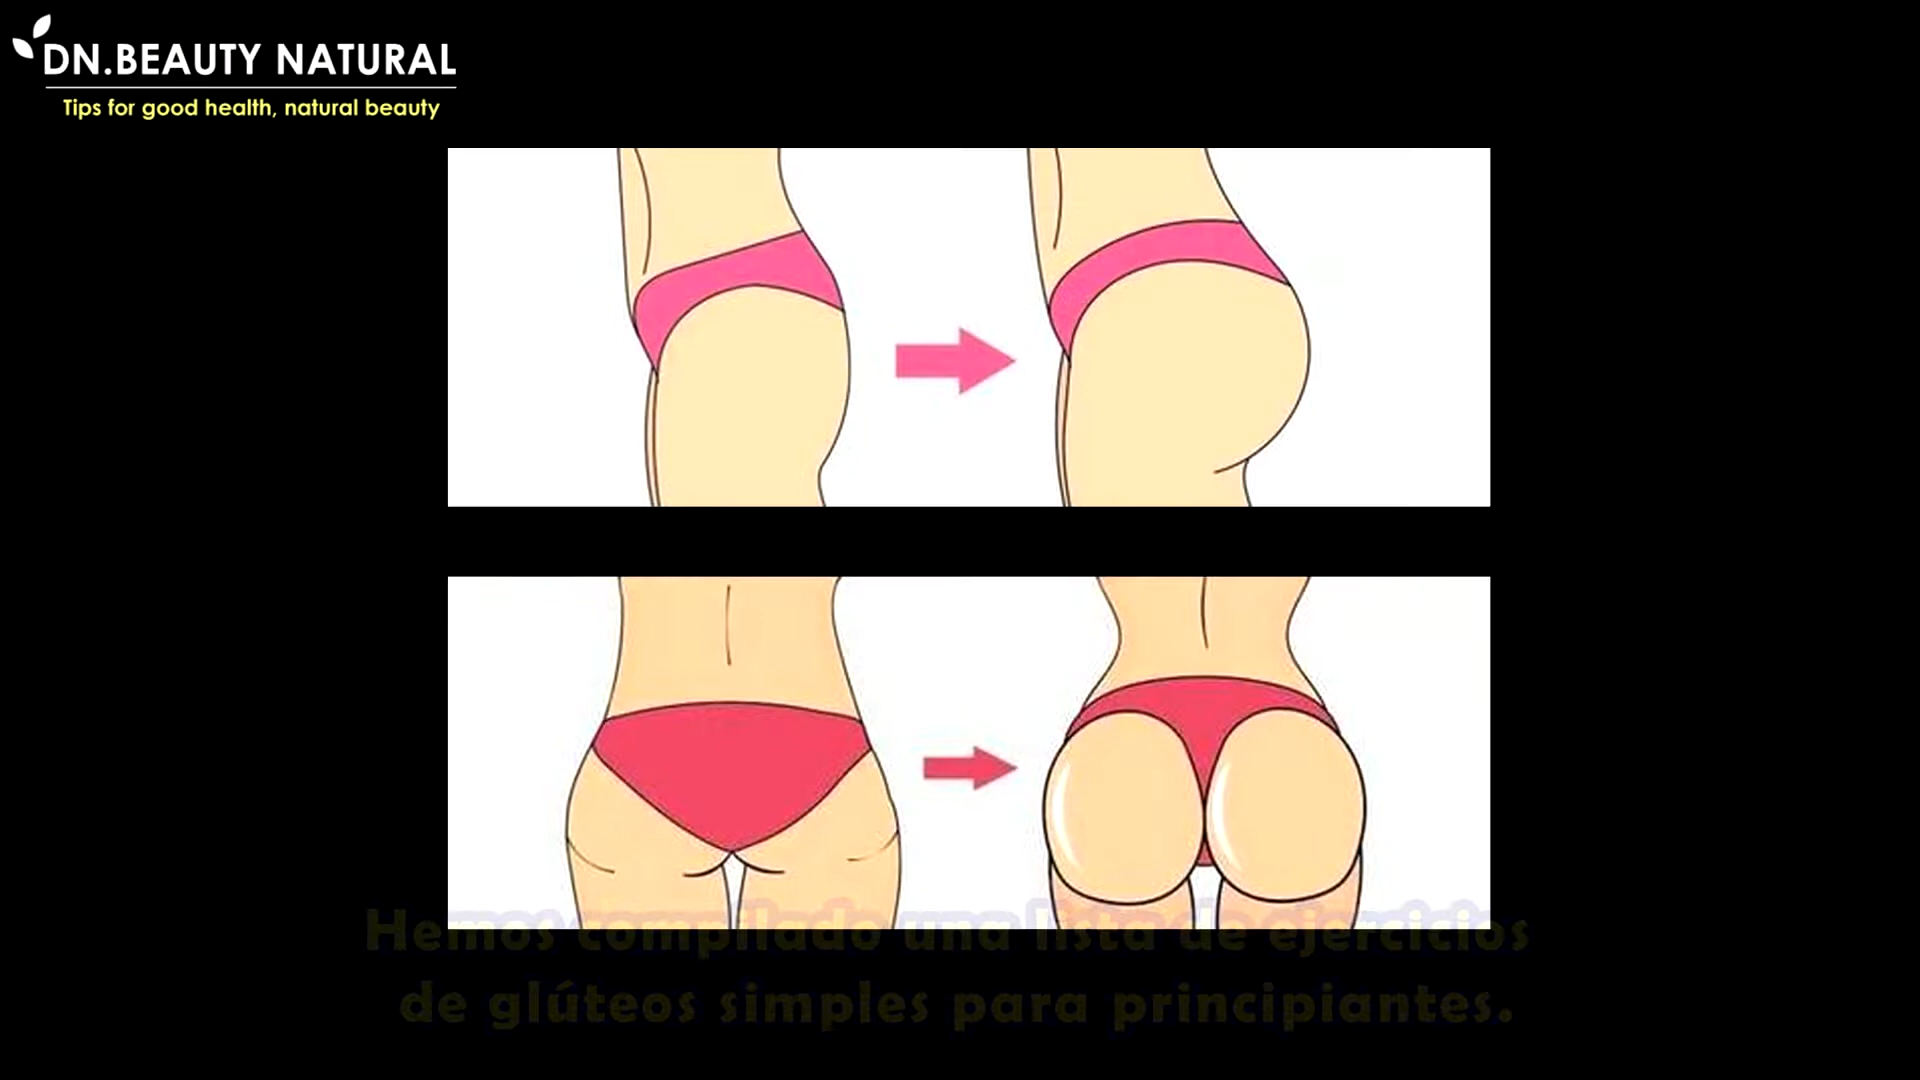 DN.BEAUTY NATURAL
Tips for good health, natural beauty
Hemos compilado una lista de ejercicios
de glúteos simples para principiantes.